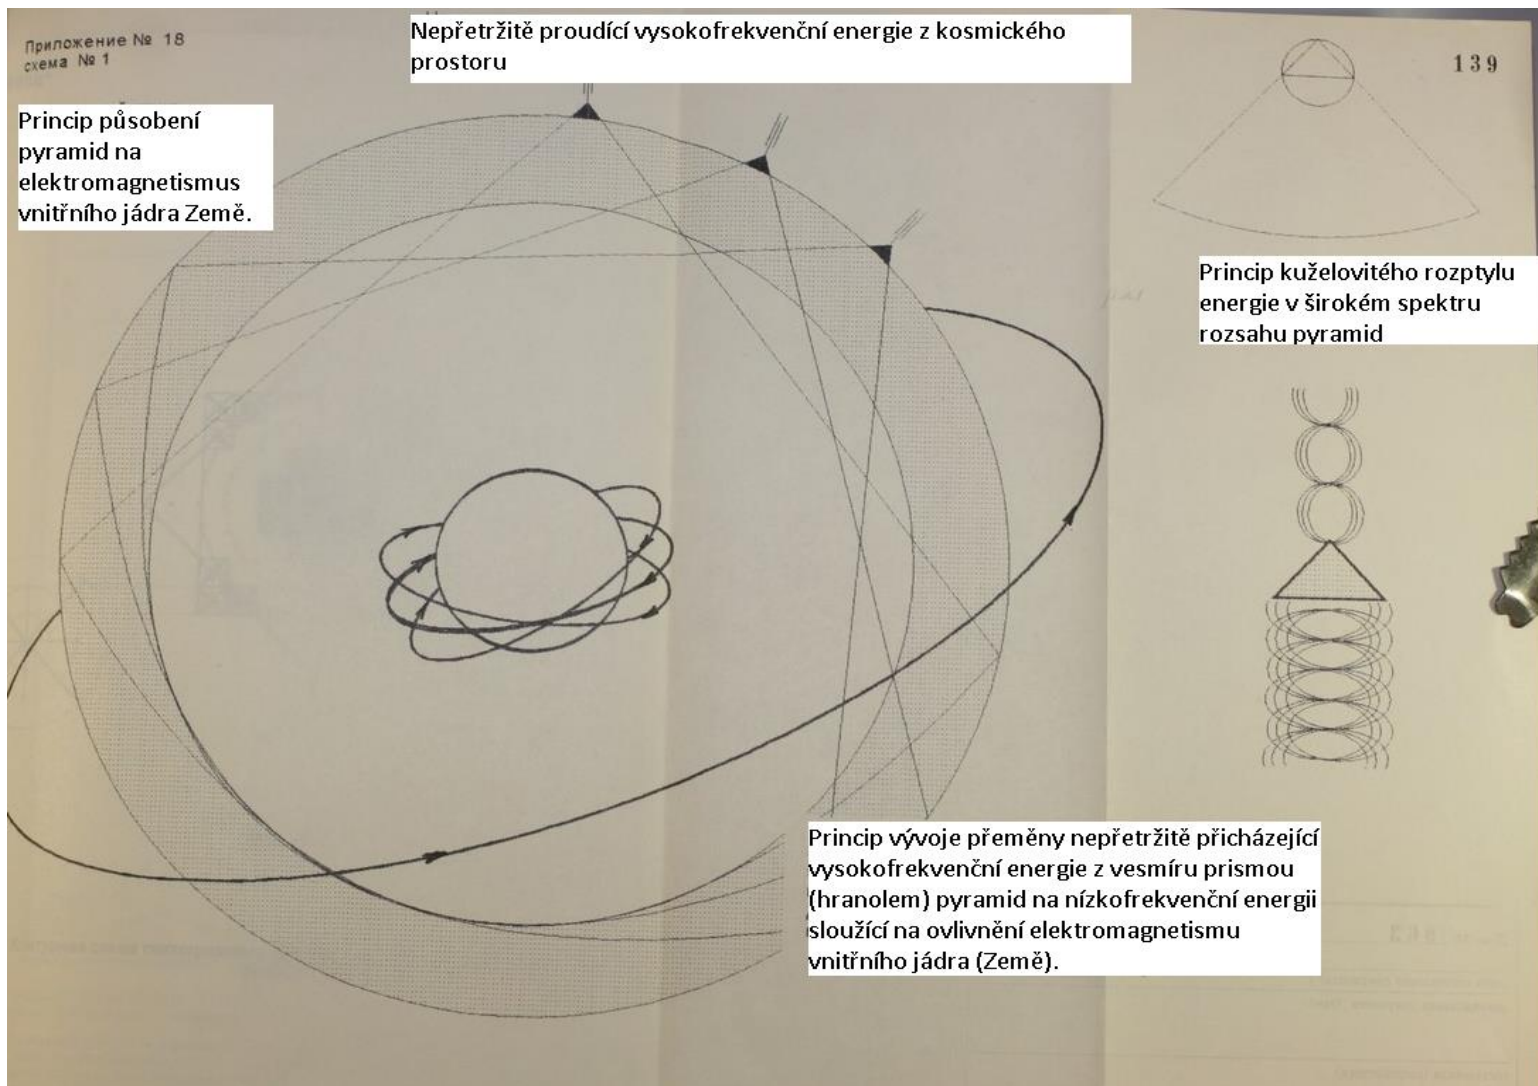 Приложение № 18
схема № 1
Nepřetržitě proudící vysokofrekvenční energie z kosmického
prostoru
139
Princip působení
pyramid na
elektromagnetismus
vnitřního jádra Země.
Princip kuželovitého rozptylu
energie v širokém spektru
rozsahu pyramid
Princip vývoje přeměny nepřetržitě přicházející
vysokofrekvenční energie z vesmíru prismou
(hranolem) pyramid na nízkofrekvenční energii
sloužící na ovlivnění elektromagnetismu
vnitřního jádra (Země).